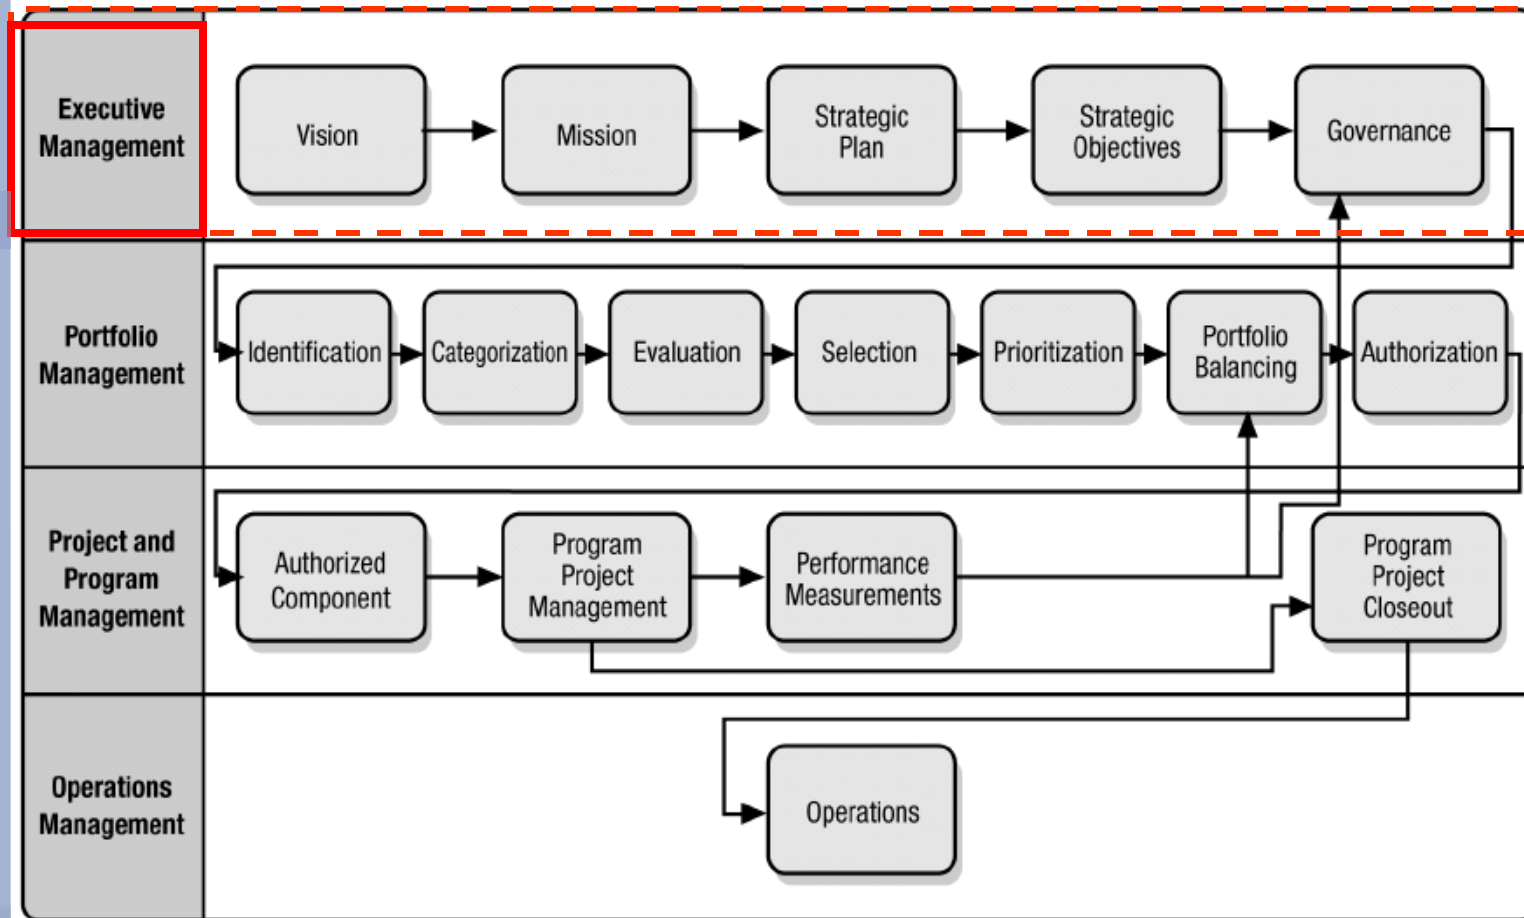 Executive
Management
Vision
Mission
Strategic
Plan
Strategic
Objectives
Governance
Portfolio
Management
Identification
Categorization
Evaluation
Selection
Prioritization
Portfolio
Balancing
Authorization
Project and
Program
Management
Authorized
Component
Program
Project
Management
Performance
Measurements
Program
Project
Closeout
Operations
Management
Operations